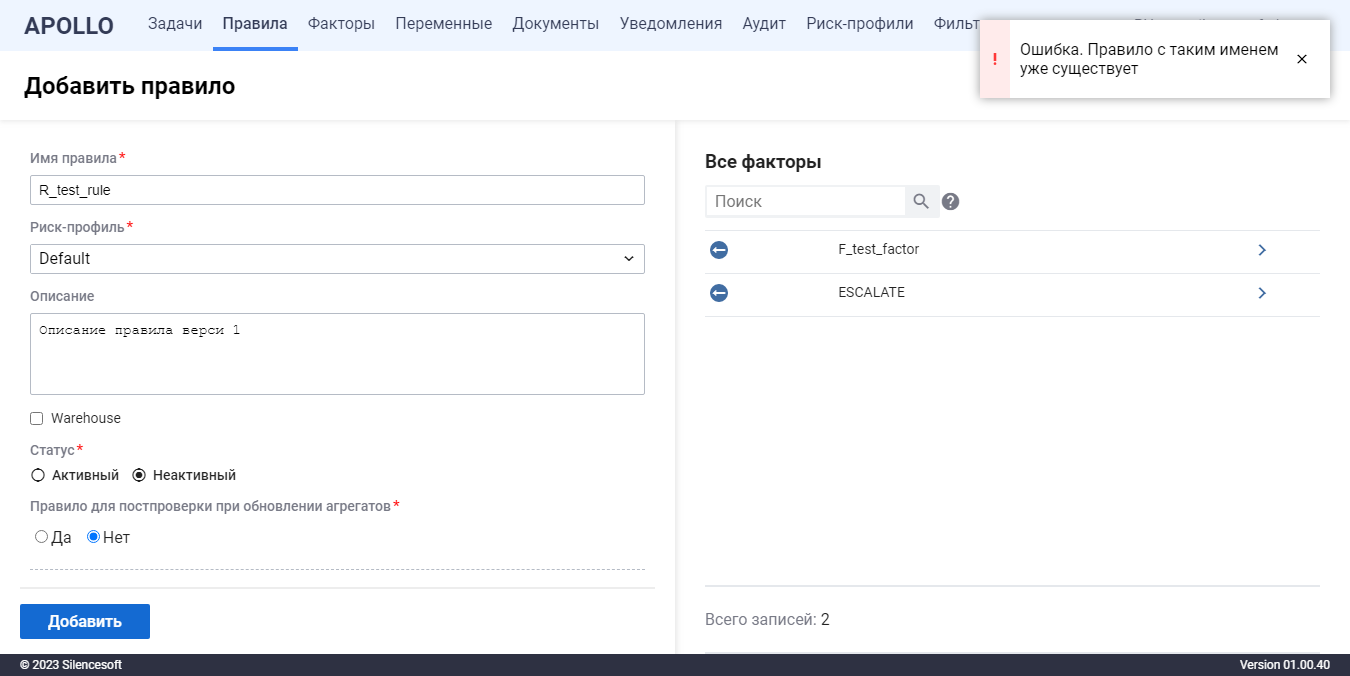 APOLLO
Задачи Правила Факторы Переменные Документы Уведомления Аудит Риск-профили Фильт
Ошибка. Правило с таким именем
уже существует
Добавить правило
Имя правила*
R_test_rule
Риск-профиль*
Default
Описание
Описание правила верси 1
Warehouse
Статус*
Активный Неактивный
Правило для постпроверки при обновлении агрегатов*
Да Нет
Добавить
Все факторы
Поиск
F_test_factor
ESCALATE
Всего записей: 2
© 2023 Silencesoft
Version 01.00.40